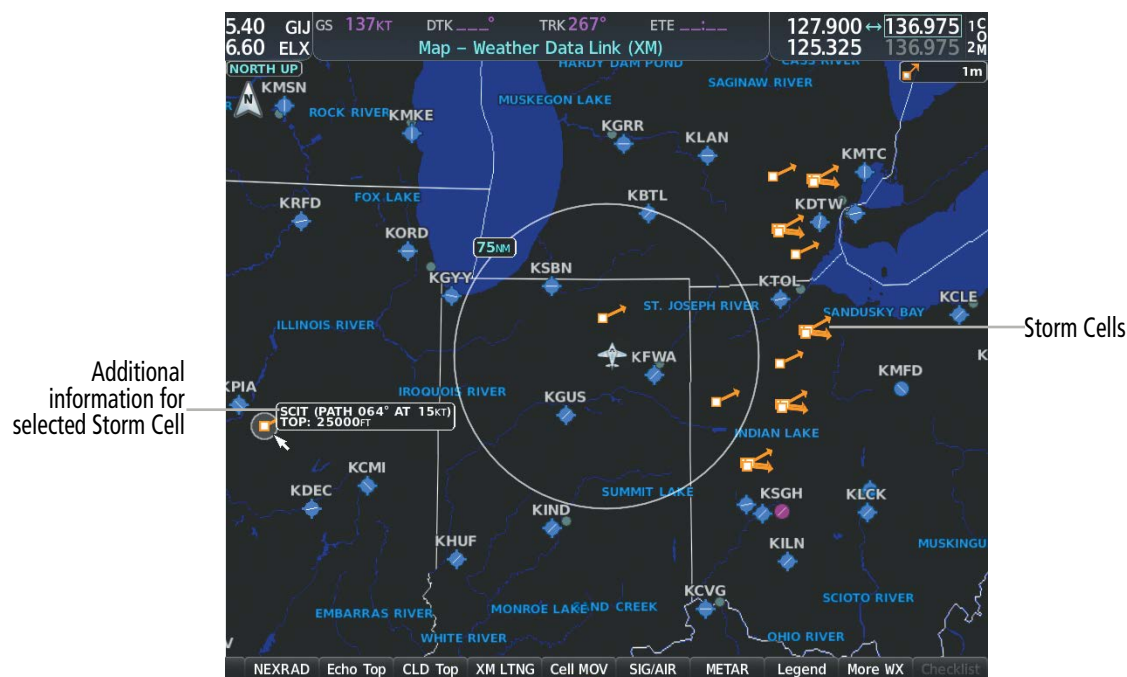 5.40 GIJ GS 137KT DTK ___° TRK 267° ETE __:__ 127.900 ↔ 136.975 1 COM
6.60 ELX Map – Weather Data Link (XM) 125.325 136.975 2
NORTH UP
HARDY DAM POND
CASS RIVER
1m
N
KMSN
SAGINAW RIVER
MUSKEGON LAKE
ROCK RIVER
KMKE
KGRR
KLAN
KMTC
FOX LAKE
KBTL
KRFD
KDTW
KORD
75NM
KSBN
KGYY
KTOL
KCLE
ST. JOSEPH RIVER
SANDUSKY BAY
ILLINOIS RIVER
Storm Cells
KFWA
KMFD
K
Additional
information for
selected Storm Cell
KPIA
IROQUOIS RIVER
KGUS
SCIT (PATH 064° AT 15KT)
TOP: 25000FT
INDIAN LAKE
KCMI
KDEC
SUMMIT LAKE
KSGH
KLCK
KIND
KHUF
KILN
MUSKINGU
KCVG
SCIOTO RIVER
EMBARRAS RIVER
MONROE LAKE
SAND CREEK
WHITE RIVER
OHIO RIVER
V
NEXRAD Echo Top CLD Top XM LTNG Cell MOV SIG/AIR METAR Legend More WX Checklist